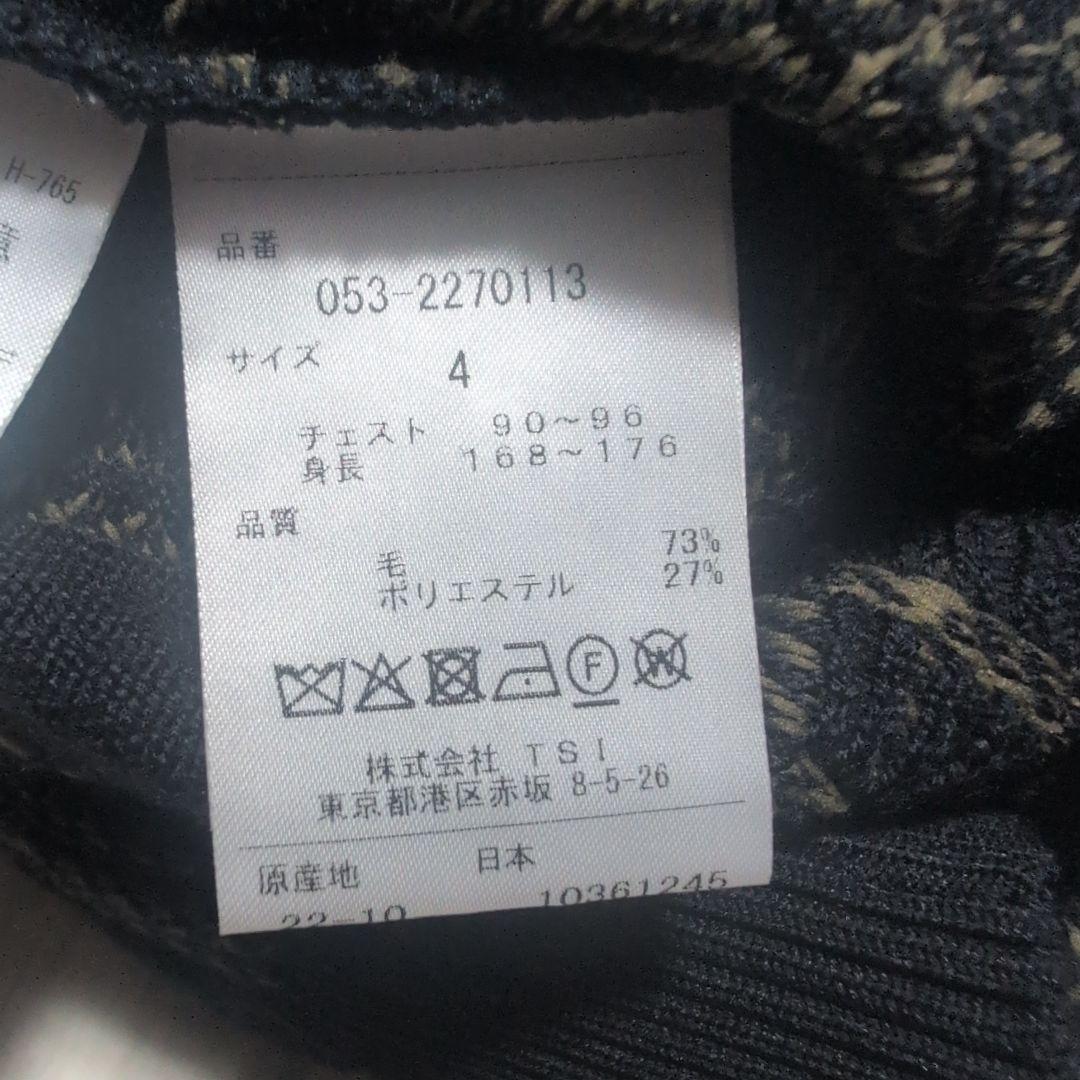 H-765
品番
053-2270113
サイズ
4
チェスト 90~96
身長 168~176
品質
毛 73%
ポリエステル 27%
F
W
株式会社 TSI
東京都港区赤坂 8-5-26
原産地 日本
22-10 10361245